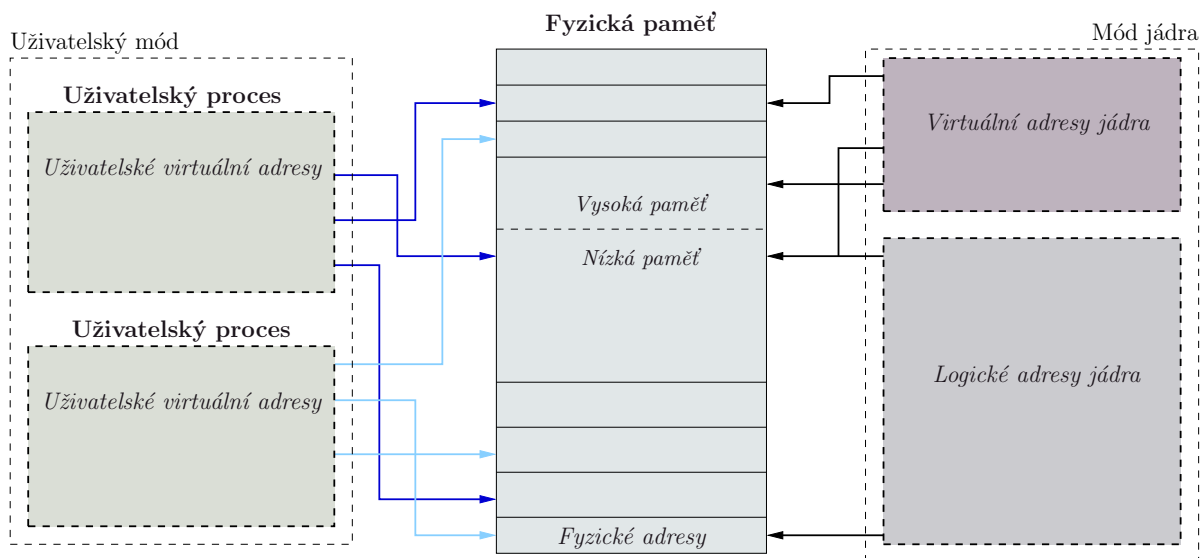 Uživatelský mód
Uživatelský proces
Uživatelské virtuální adresy
Uživatelský proces
Uživatelské virtuální adresy
Fyzická paměť
Vysoká paměť
Nízká paměť
Fyzické adresy
Mód jádra
Virtuální adresy jádra
Logické adresy jádra